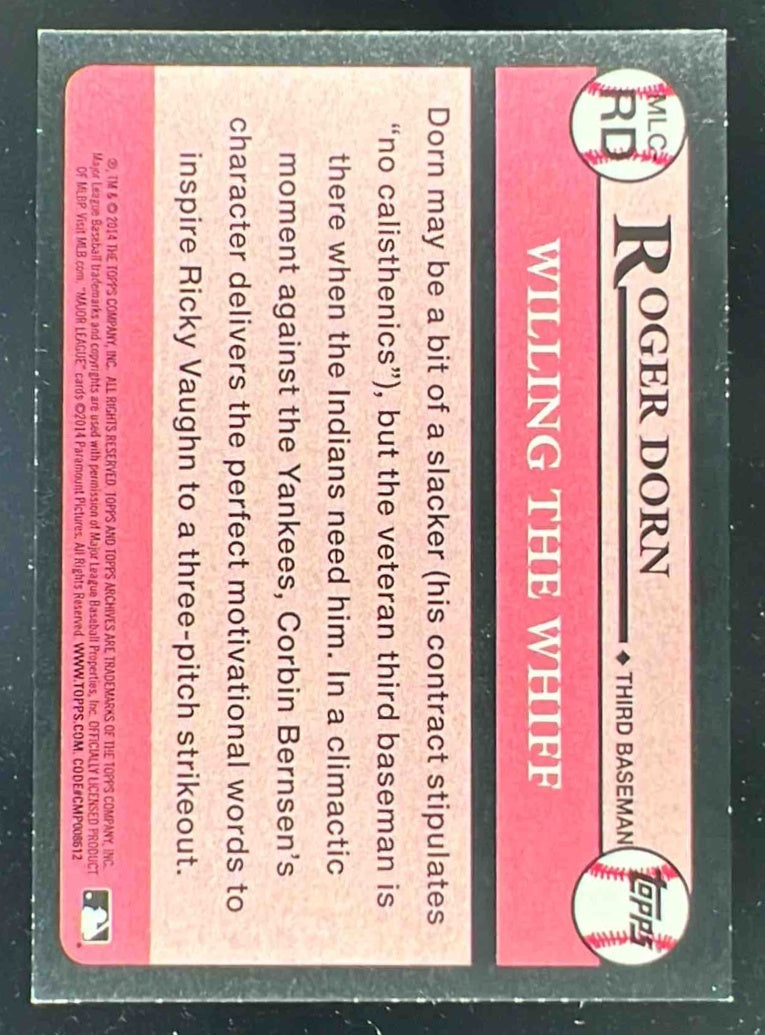 MLC-
RD
ROGER DORN
♦ THIRD BASEMAN
Topps
WILLING THE WHIFF
Dorn may be a bit of a slacker (his contract stipulates
“no calisthenics”), but the veteran third baseman is
there when the Indians need him. In a climactic
moment against the Yankees, Corbin Bernsen's
character delivers the perfect motivational words to
inspire Ricky Vaughn to a three-pitch strikeout.
®, TM & © 2014 THE TOPPS COMPANY, INC. ALL RIGHTS RESERVED. TOPPS AND TOPPS ARCHIVES ARE TRADEMARKS OF THE TOPPS COMPANY, INC.
Major League Baseball trademarks and copyrights are used with permission of Major League Baseball Properties, Inc. OFFICIALLY LICENSED PRODUCT
OF MLBP. Visit MLB.com. "MAJOR LEAGUE" cards ©2014 Paramount Pictures. All Rights Reserved. WWW.TOPPS.COM. CODE#CMP008612